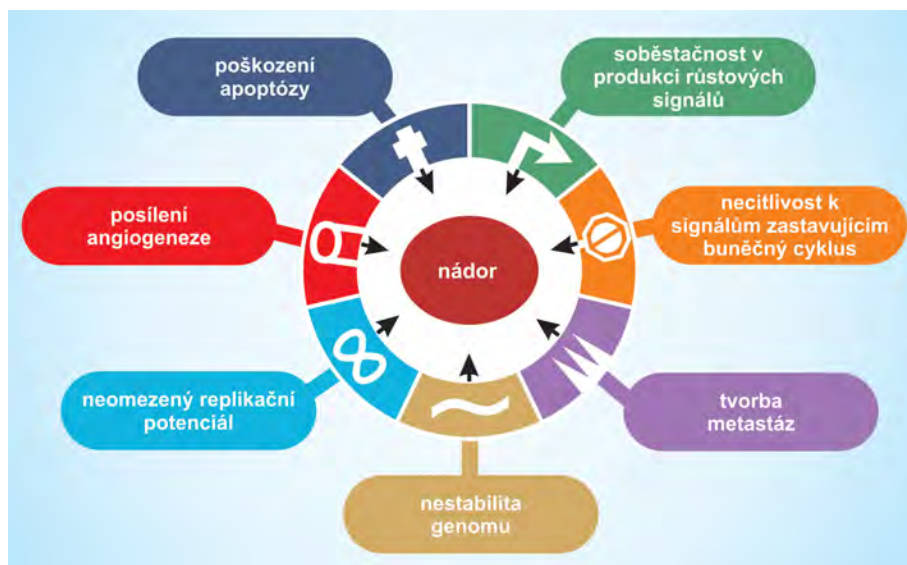 poškození
apoptózy
soběstačnost v
produkci růstových
signálů
posílení
angiogeneze
necitlivost k
signálům zastavujícím
buněčný cyklus
nádor
neomezený replikační
potenciál
tvorba
metastáz
nestabilita
genomu